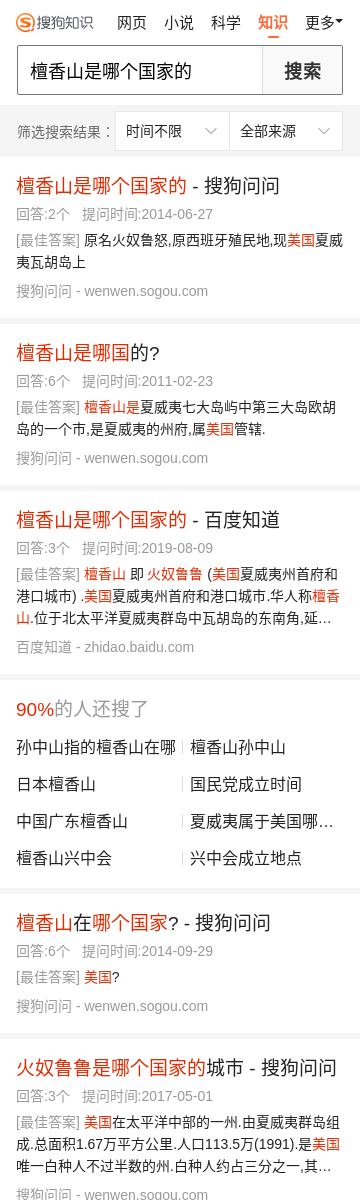 搜狗知识 网页 小说 科学 知识 更多
檀香山是哪个国家的 搜索
筛选搜索结果： 时间不限 全部来源
檀香山是哪个国家的 - 搜狗问问
回答:2个 提问时间:2014-06-27
[最佳答案] 原名火奴鲁怒,原西班牙殖民地,现美国夏威
夷瓦胡岛上
搜狗问问 - wenwen.sogou.com
檀香山是哪国的?
回答:6个 提问时间:2011-02-23
[最佳答案] 檀香山是夏威夷七大岛屿中第三大岛欧胡
岛的一个市,是夏威夷的州府,属美国管辖.
搜狗问问 - wenwen.sogou.com
檀香山是哪个国家的 - 百度知道
回答:3个 提问时间:2019-08-09
[最佳答案] 檀香山 即 火奴鲁鲁 (美国夏威夷州首府和
港口城市) .美国夏威夷州首府和港口城市.华人称檀香
山.位于北太平洋夏威夷群岛中瓦胡岛的东南角,延…
百度知道 - zhidao.baidu.com
90%的人还搜了
孙中山指的檀香山在哪 檀香山孙中山
日本檀香山 国民党成立时间
中国广东檀香山 夏威夷属于美国哪…
檀香山兴中会 兴中会成立地点
檀香山在哪个国家? - 搜狗问问
回答:6个 提问时间:2014-09-29
[最佳答案] 美国?
搜狗问问 - wenwen.sogou.com
火奴鲁鲁是哪个国家的城市 - 搜狗问问
回答:3个 提问时间:2017-05-01
[最佳答案] 美国在太平洋中部的一州.由夏威夷群岛组
成.总面积1.67万平方公里.人口113.5万(1991).是美国
唯一白种人不过半数的州.白种人约占三分之一,其…
搜狗问问 - wenwen.sogou.com